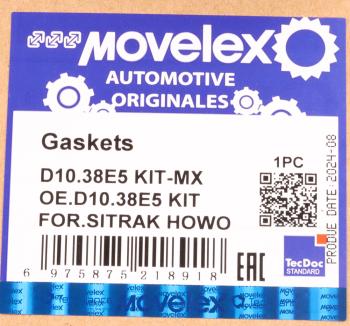 MOVELEX
AUTOMOTIVE
ORIGINALES
Gaskets
D10.38E5 KIT-MX
OE.D10.38E5 KIT
FOR.SITRAK HOWO
1PC
PRODUE DATE:2024-08
6 975875 218918
EAC
TecDoc
STANDARD
movelex